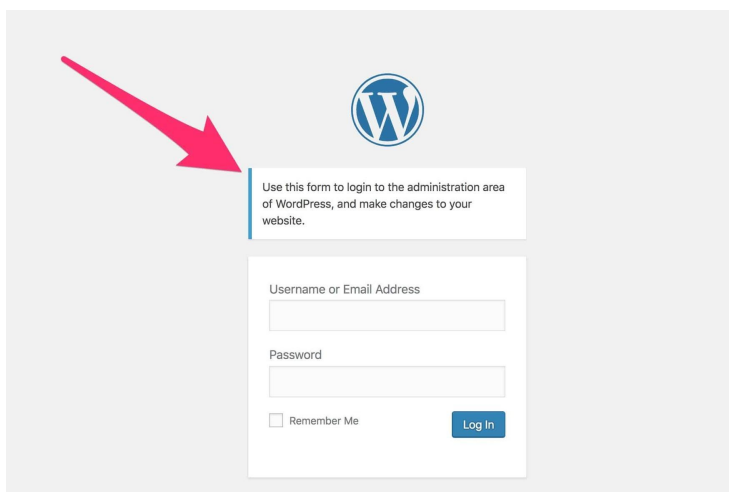 Use this form to login to the administration area
of WordPress, and make changes to your
website.
Username or Email Address
Password
Remember Me
Log In